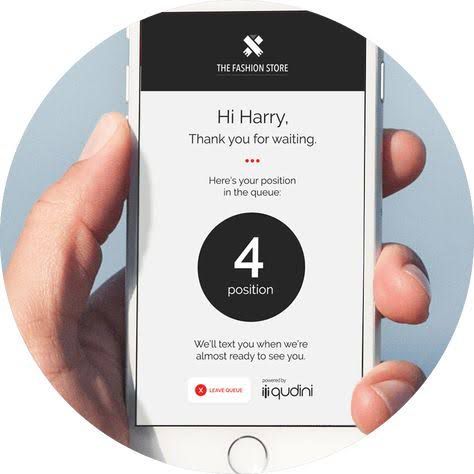 THE FASHION STORE
Hi Harry,
Thank you for waiting.
Here's your position
in the queue:
4
position
We'll text you when we're
almost ready to see you.
X LEAVE QUEUE
powered by
qudini